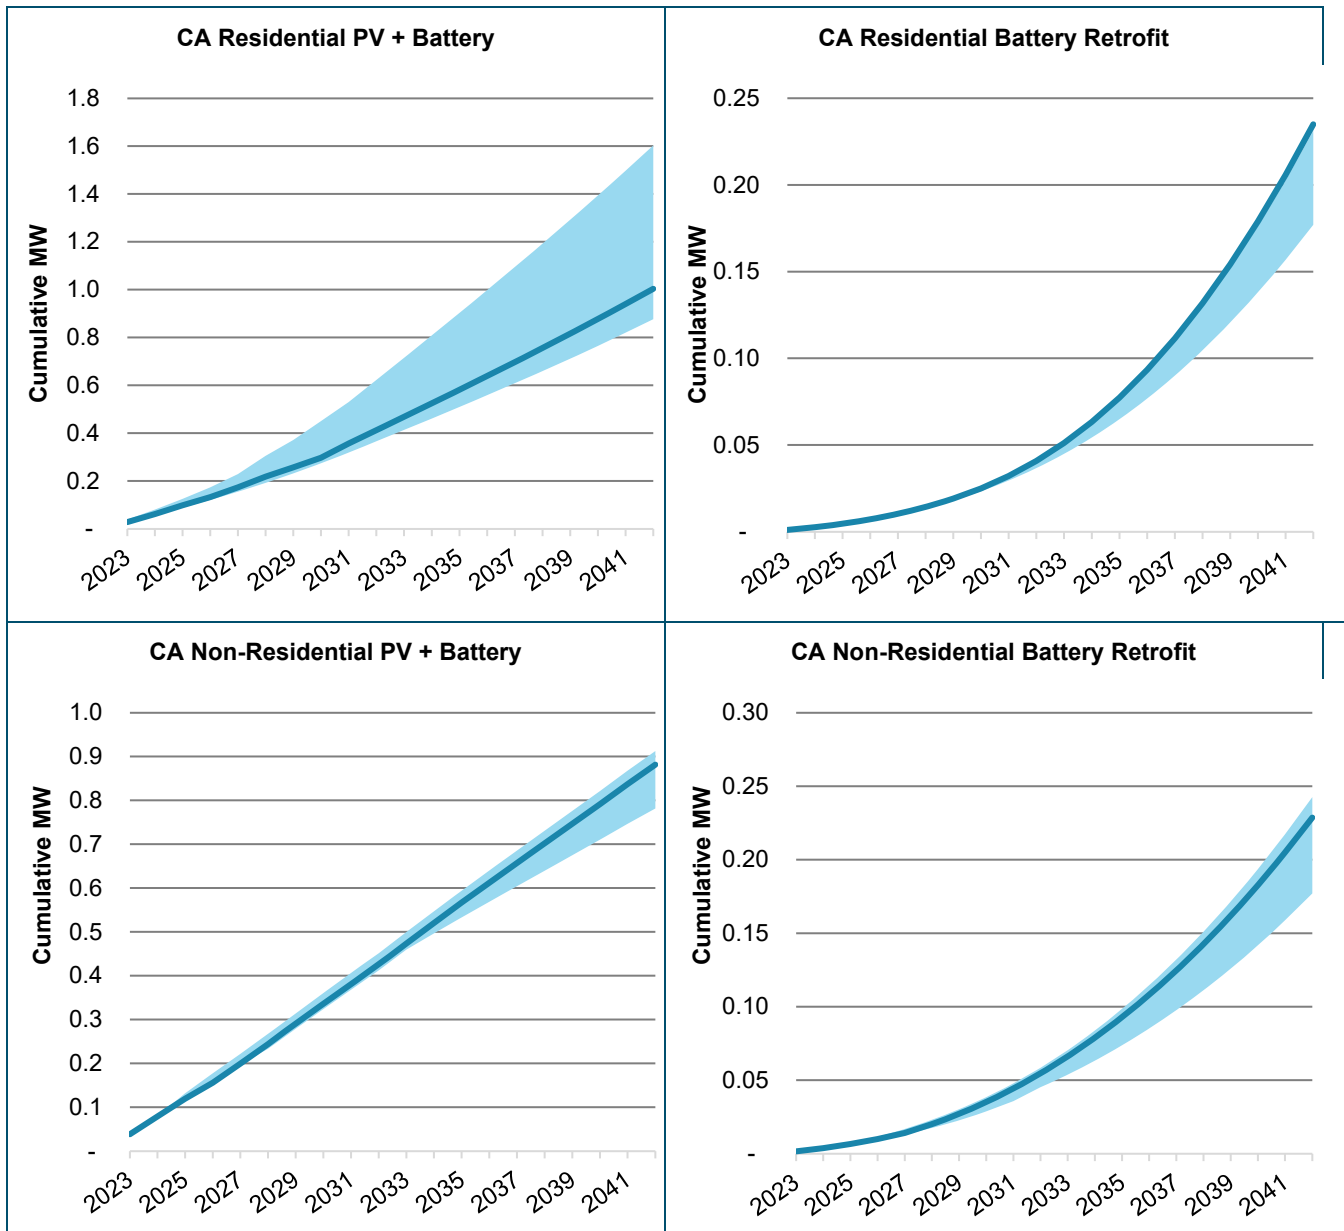 CA Residential PV + Battery
Cumulative MW
1.8
1.6
1.4
1.2
1.0
0.8
0.6
0.4
0.2
-
2023 2025 2027 2029 2031 2033 2035 2037 2039 2041
CA Residential Battery Retrofit
Cumulative MW
0.25
0.20
0.15
0.10
0.05
-
2023 2025 2027 2029 2031 2033 2035 2037 2039 2041
CA Non-Residential PV + Battery
Cumulative MW
1.0
0.9
0.8
0.7
0.6
0.5
0.4
0.3
0.2
0.1
-
2023 2025 2027 2029 2031 2033 2035 2037 2039 2041
CA Non-Residential Battery Retrofit
Cumulative MW
0.30
0.25
0.20
0.15
0.10
0.05
-
2023 2025 2027 2029 2031 2033 2035 2037 2039 2041